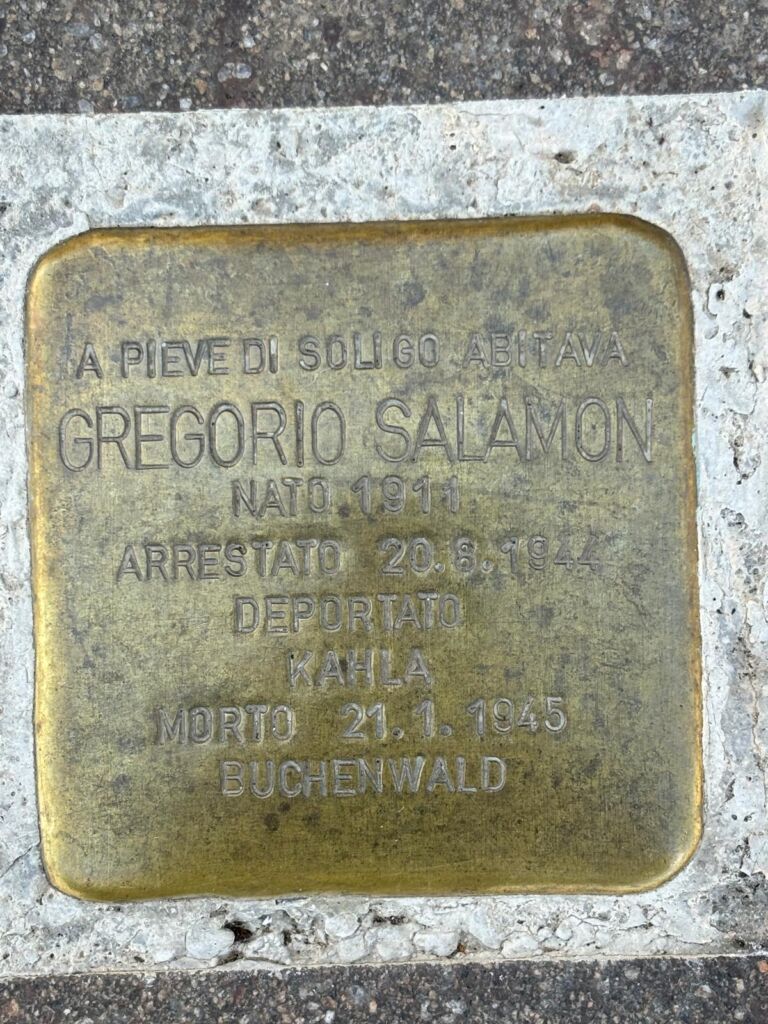 A PIEVE DI SOLIGO ABITAVA
GREGORIO SALAMON
NATO 1911
ARRESTATO 20.8.1944
DEPORTATO
KAHLA
MORTO 21.1.1945
BUCHENWALD